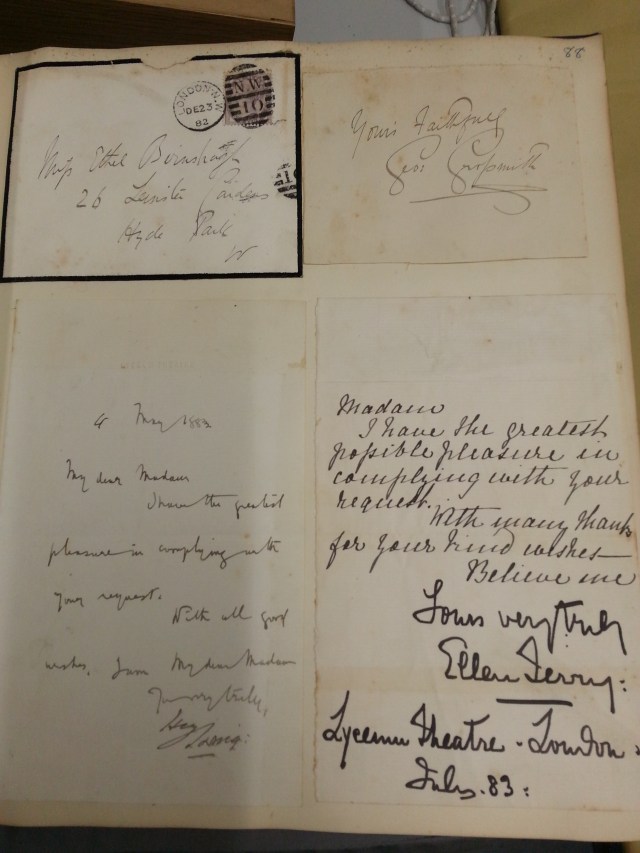 88
LONDON·N.W
DE23
82
N.W
10
Miss Ethel
26 Leinster Gardens
Hyde Park
W
Yours Faithfully
Geo: Grossmith
4 May 1883
My dear Madam
I have the greatest
pleasure in complying with
your request.
With all good
wishes, I am My dear Madam
Yours very truly,
Henry
Irving:
Madam
I have the greatest
possible pleasure in
complying with your
request.
With many thanks
for your kind wishes
Believe me
Yours very truly
Ellen Terry:
Lyceum Theatre - London:
July. 83: